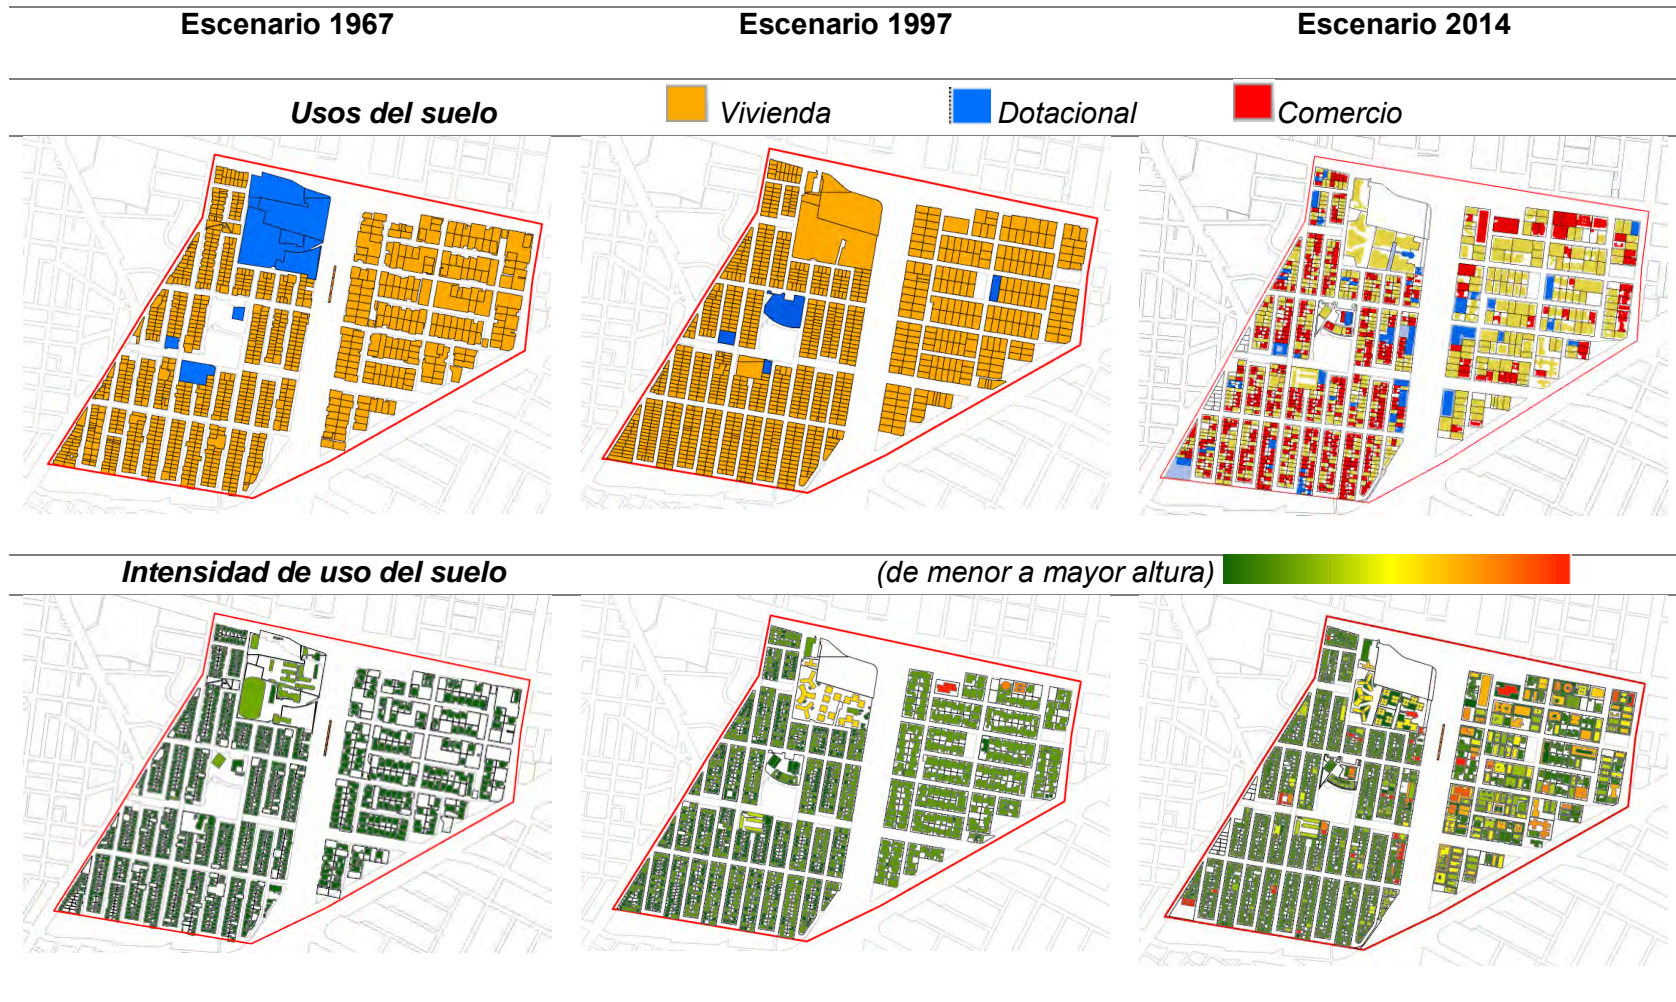 Escenario 1967 Escenario 1997 Escenario 2014
Usos del suelo Vivienda Dotacional Comercio
Intensidad de uso del suelo (de menor a mayor altura)